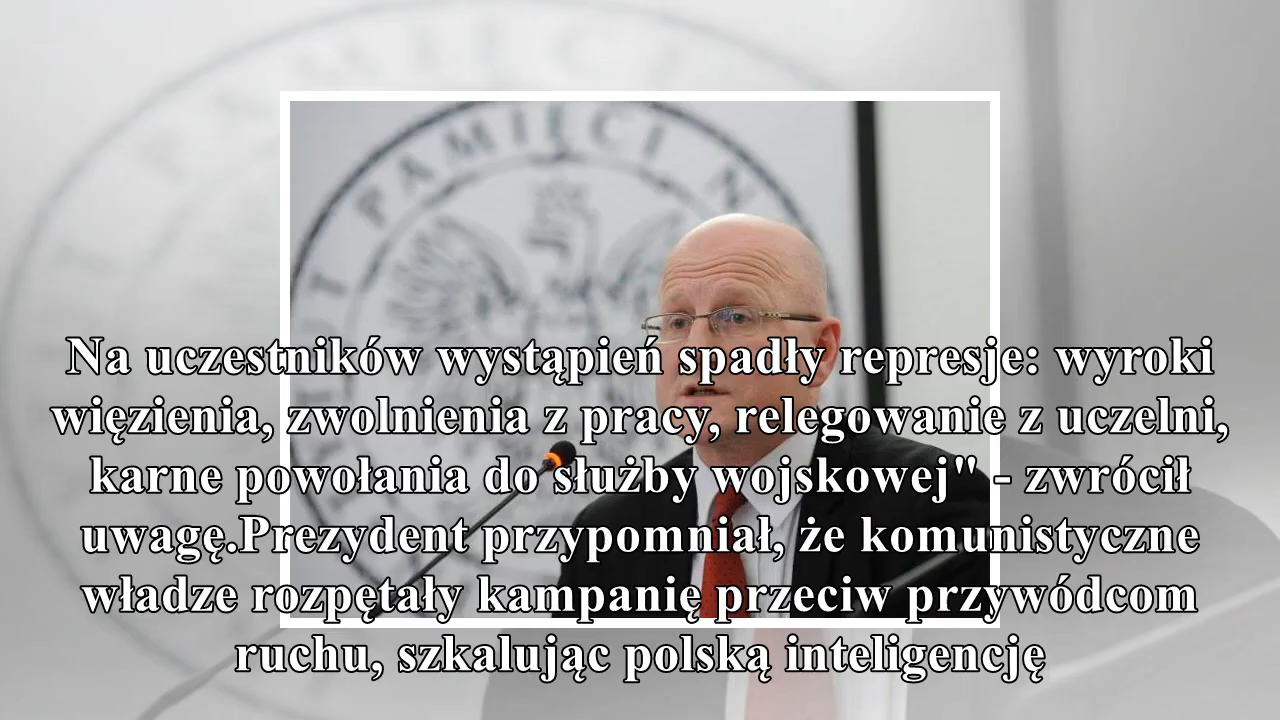 PAMIĘCI N
Na uczestników wystąpień spadły represje: wyroki
więzienia, zwolnienia z pracy, relegowanie z uczelni,
karne powołania do służby wojskowej" - zwrócił
uwagę.Prezydent przypomniał, że komunistyczne
władze rozpętały kampanię przeciw przywódcom
ruchu, szkalując polską inteligencję